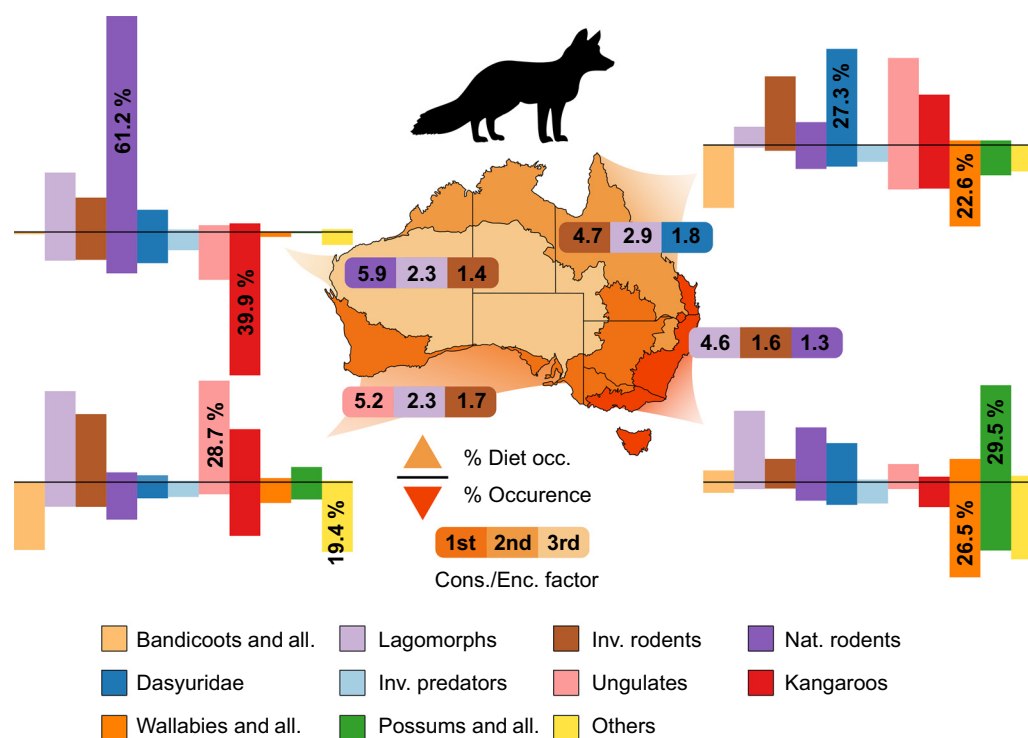 61.2 %
39.9 %
27.3 %
22.6 %
4.7 2.9 1.8
5.9 2.3 1.4
4.6 1.6 1.3
5.2 2.3 1.7
28.7 %
19.4 %
29.5 %
26.5 %
% Diet occ.
% Occurence
1st 2nd 3rd
Cons./Enc. factor
Bandicoots and all. Lagomorphs Inv. rodents Nat. rodents
Dasyuridae Inv. predators Ungulates Kangaroos
Wallabies and all. Possums and all. Others